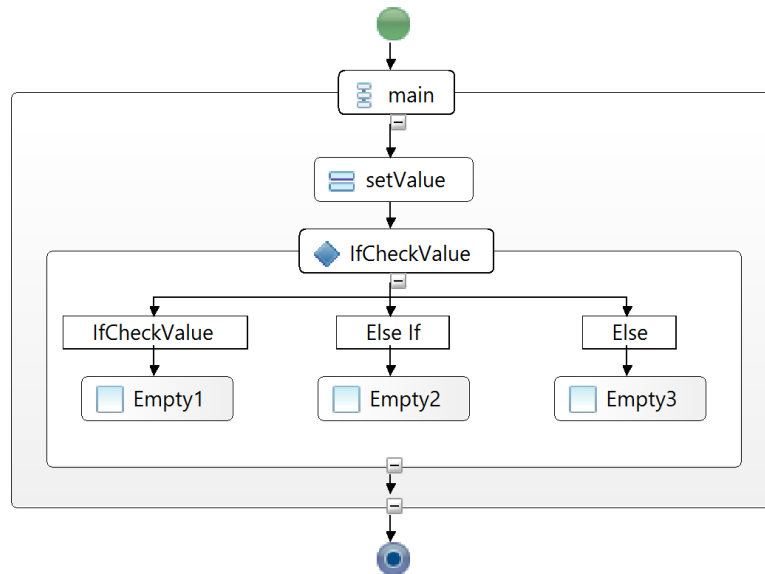 main
setValue
IfCheckValue
IfCheckValue
Else If
Else
Empty1
Empty2
Empty3